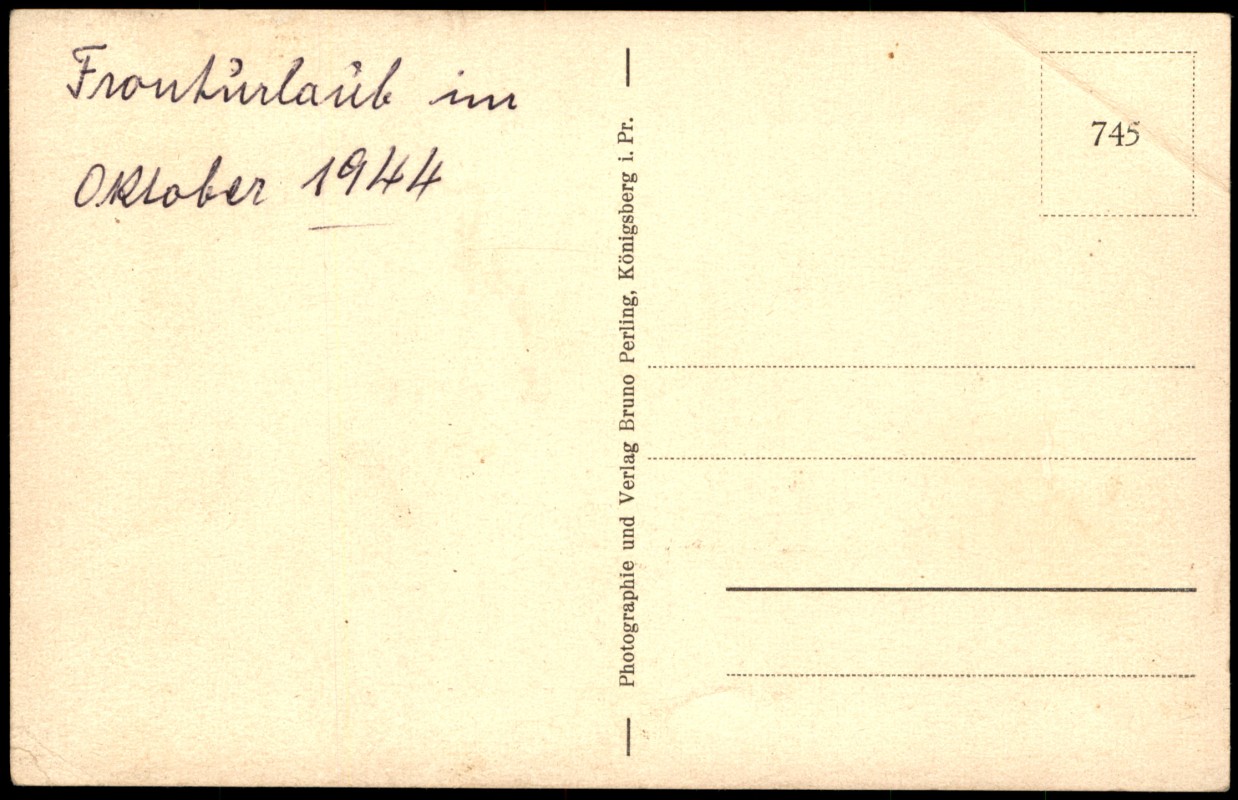 Fronturlaub im
Oktober 1944
Photographie und Verlag Bruno Perling, Königsberg i. Pr.
745